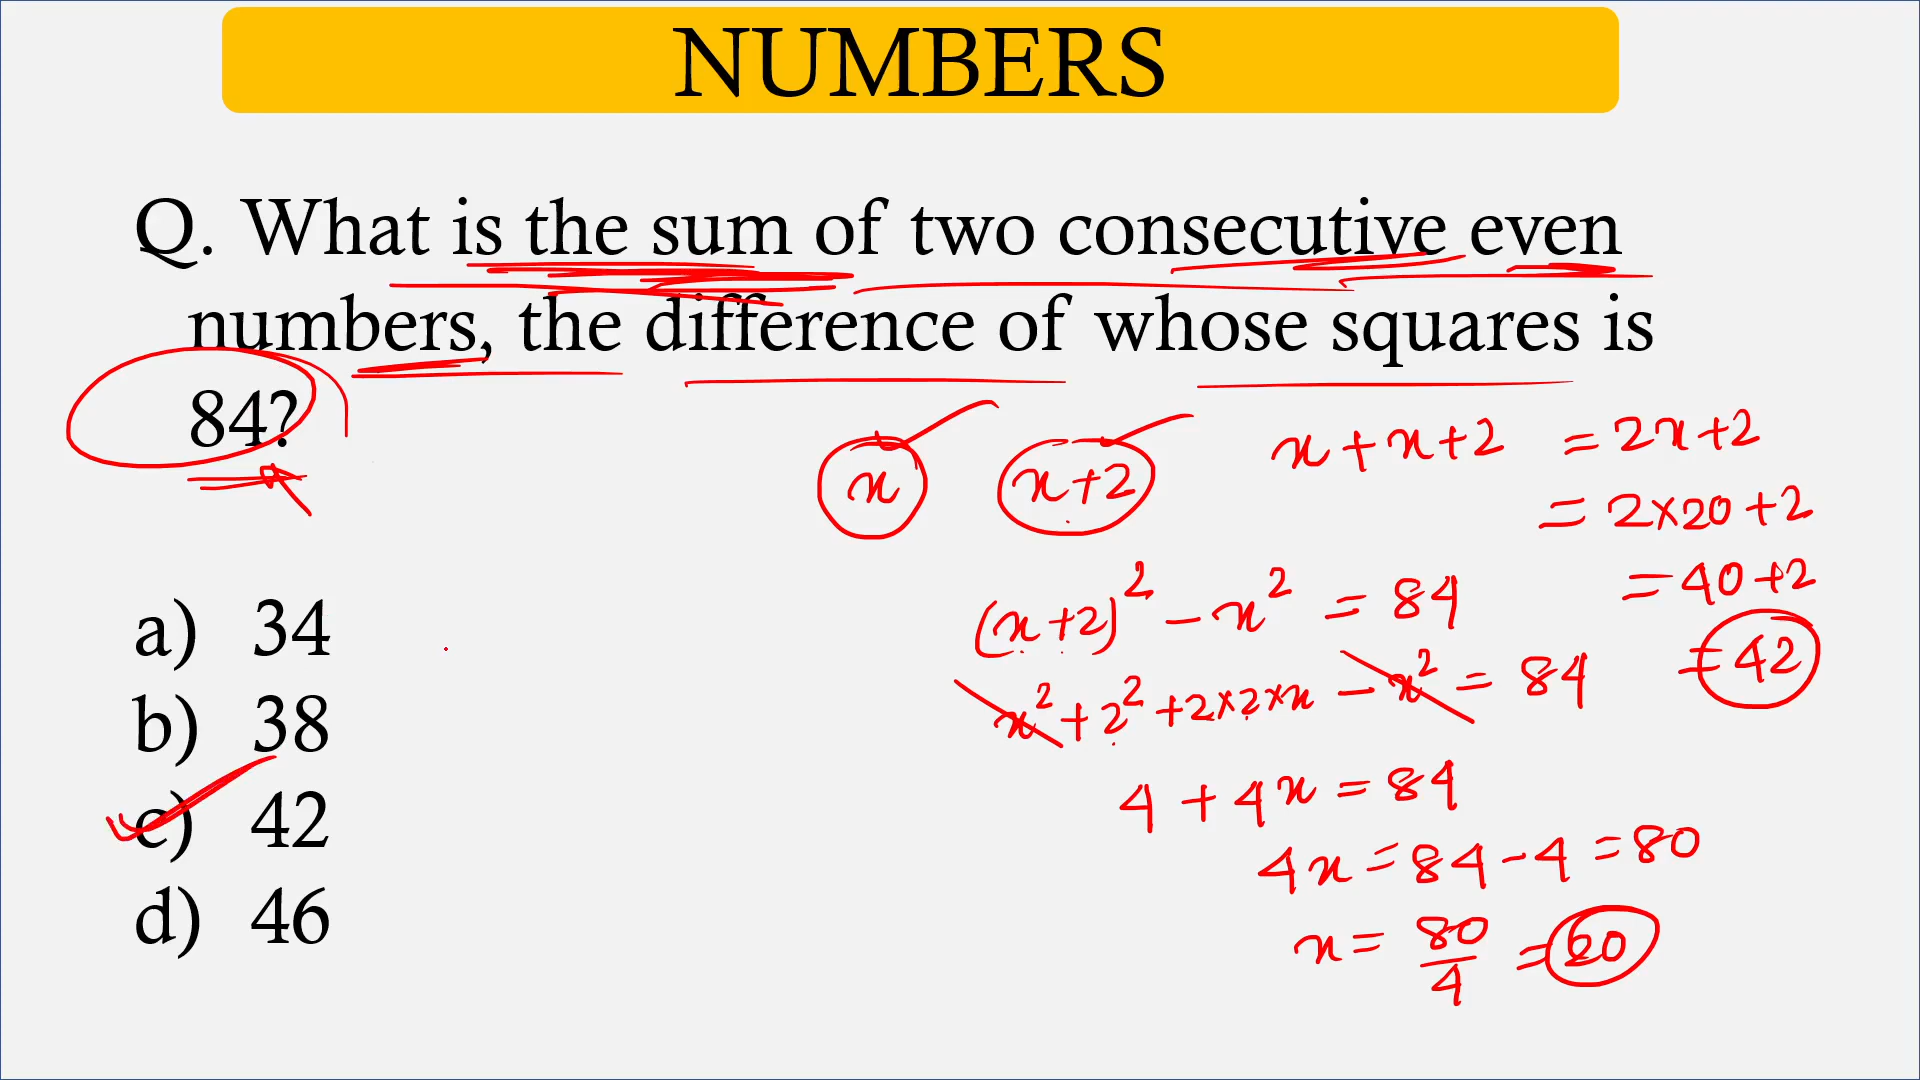 NUMBERS
Q. What is the sum of two consecutive even
numbers, the difference of whose squares is
84?
x x+2
x+x+2 = 2x+2
= 2×20+2
= 40+2
= 42
(x+2)² - x² = 84
x² + 2² + 2×2×x - x² = 84
4 + 4x = 84
4x = 84 - 4 = 80
x = 80/4 = 20
a) 34
b) 38
c) 42
d) 46